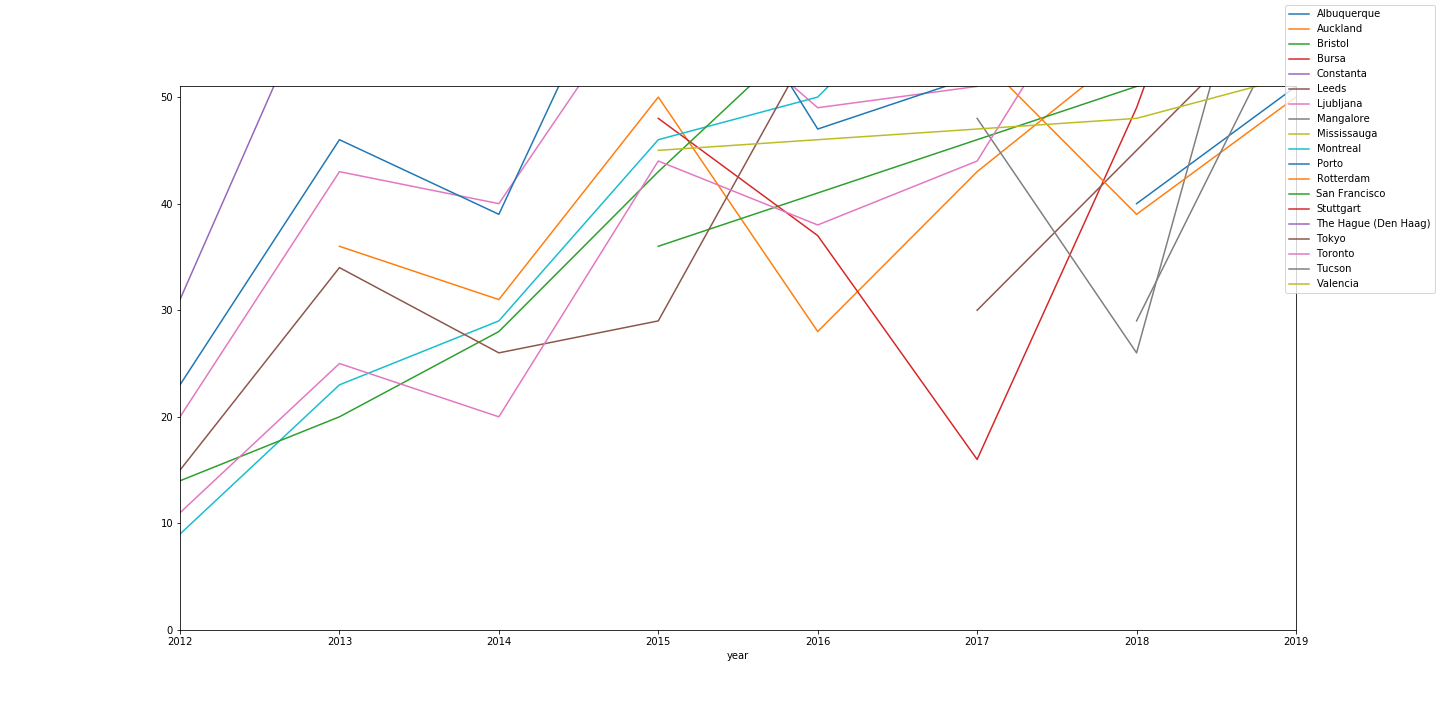 Albuquerque
Auckland
Bristol
Bursa
Constanta
Leeds
Ljubljana
Mangalore
Mississauga
Montreal
Porto
Rotterdam
San Francisco
Stuttgart
The Hague (Den Haag)
Tokyo
Toronto
Tucson
Valencia
50
40
30
20
10
0
2012 2013 2014 2015 2016 2017 2018 2019
year